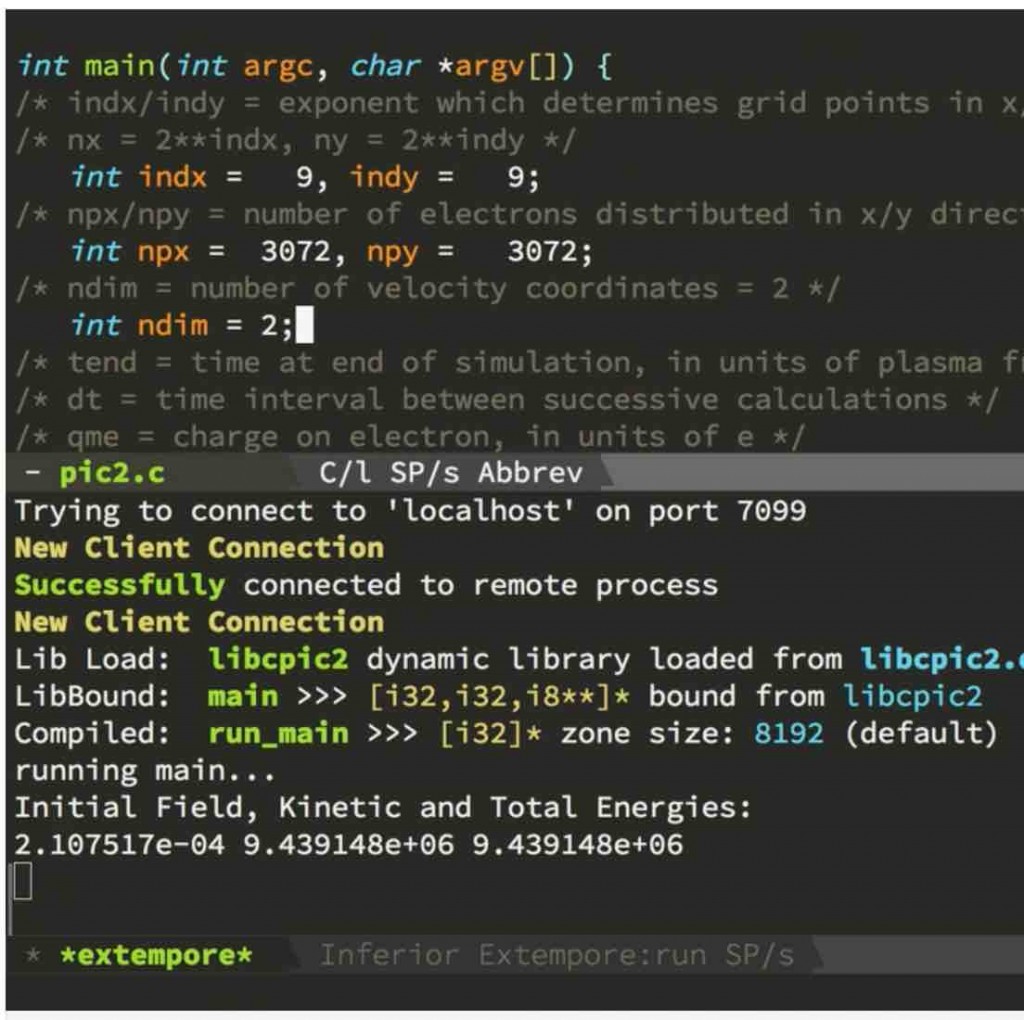 int main(int argc, char *argv[]) {
/* indx/indy = exponent which determines grid points in x,
/* nx = 2**indx, ny = 2**indy */
int indx =   9, indy =   9;
/* npx/npy = number of electrons distributed in x/y direc
int npx =  3072, npy =   3072;
/* ndim = number of velocity coordinates = 2 */
int ndim = 2;
/* tend = time at end of simulation, in units of plasma
/* dt = time interval between successive calculations */
/* qme = charge on electron, in units of e */
- pic2.c C/l SP/s Abbrev
Trying to connect to 'localhost' on port 7099
New Client Connection
Successfully connected to remote process
New Client Connection
Lib Load:  libcpic2 dynamic library loaded from libcpic2.
LibBound:  main >>> [i32,i32,i8**]* bound from libcpic2
Compiled:  run_main >>> [i32]* zone size: 8192 (default)
running main...
Initial Field, Kinetic and Total Energies:
2.107517e-04 9.439148e+06 9.439148e+06
* *extempore* Inferior Extempore:run SP/s